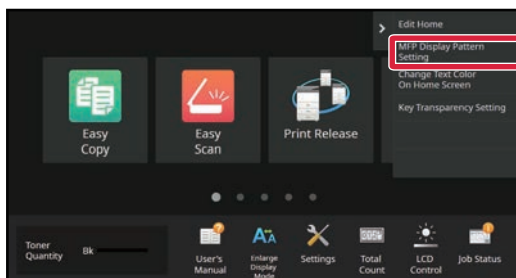 Edit Home
MFP Display Pattern
Setting
Change Text Color
On Home Screen
Key Transparency Setting
Easy
Copy
Easy
Scan
Print Release
Toner
Quantity
Bk
User's
Manual
Enlarge
Display
Mode
Settings
Total
Count
LCD
Control
Job Status